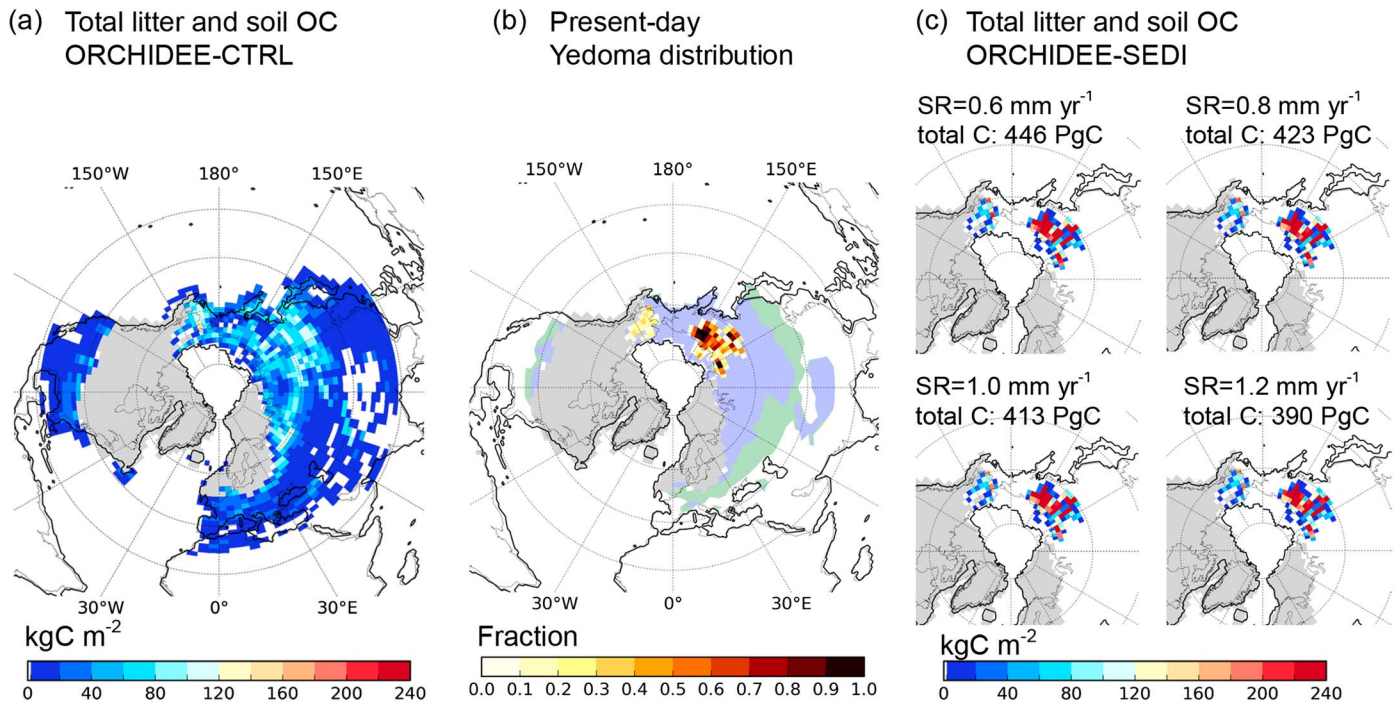 (a) Total litter and soil OC
ORCHIDEE-CTRL
150°W 180° 150°E
30°W 0° 30°E
kgC m⁻²
0 40 80 120 160 200 240
(b) Present-day
Yedoma distribution
150°W 180° 150°E
30°W 0° 30°E
Fraction
0.0 0.1 0.2 0.3 0.4 0.5 0.6 0.7 0.8 0.9 1.0
(c) Total litter and soil OC
ORCHIDEE-SEDI
SR=0.6 mm yr⁻¹
total C: 446 PgC
SR=0.8 mm yr⁻¹
total C: 423 PgC
SR=1.0 mm yr⁻¹
total C: 413 PgC
SR=1.2 mm yr⁻¹
total C: 390 PgC
kgC m⁻²
0 40 80 120 160 200 240